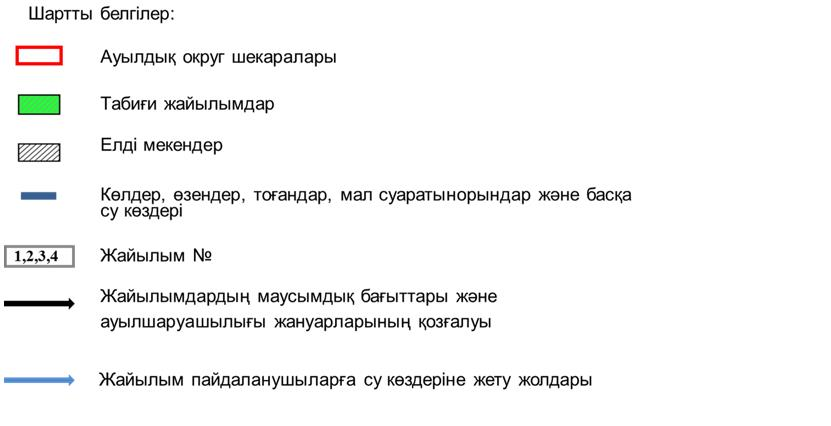 Шартты белгілер:
Ауылдық округ шекаралары
Табиғи жайылымдар
Елді мекендер
Көлдер, өзендер, тоғандар, мал суаратынорындар және басқа
су көздері
1,2,3,4 Жайылым №
Жайылымдардың маусымдық бағыттары және
ауылшаруашылығы жануарларының қозғалуы
Жайылым пайдаланушыларға су көздеріне жету жолдары